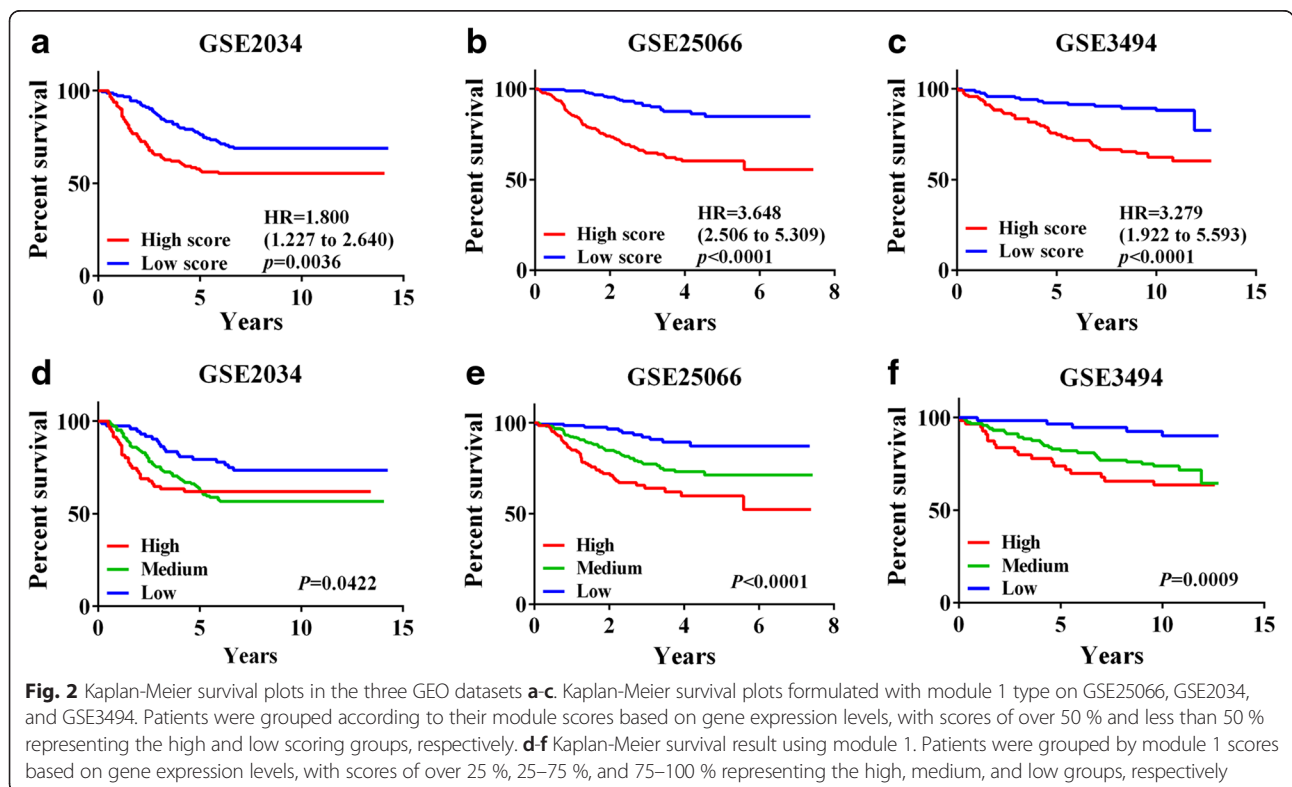 a
GSE2034
Percent survival
100
50
0
0 5 10 15
Years
High score
Low score
HR=1.800
(1.227 to 2.640)
p=0.0036
b
GSE25066
Percent survival
100
50
0
0 2 4 6 8
Years
High score
Low score
HR=3.648
(2.506 to 5.309)
p<0.0001
c
GSE3494
Percent survival
100
50
0
0 5 10 15
Years
High score
Low score
HR=3.279
(1.922 to 5.593)
p<0.0001
d
GSE2034
Percent survival
100
50
0
0 5 10 15
Years
High
Medium
Low
P=0.0422
e
GSE25066
Percent survival
100
50
0
0 2 4 6 8
Years
High
Medium
Low
P<0.0001
f
GSE3494
Percent survival
100
50
0
0 5 10 15
Years
High
Medium
Low
P=0.0009
Fig. 2 Kaplan-Meier survival plots in the three GEO datasets a-c. Kaplan-Meier survival plots formulated with module 1 type on GSE25066, GSE2034,
and GSE3494. Patients were grouped according to their module scores based on gene expression levels, with scores of over 50 % and less than 50 %
representing the high and low scoring groups, respectively. d-f Kaplan-Meier survival result using module 1. Patients were grouped by module 1 scores
based on gene expression levels, with scores of over 25 %, 25–75 %, and 75–100 % representing the high, medium, and low groups, respectively